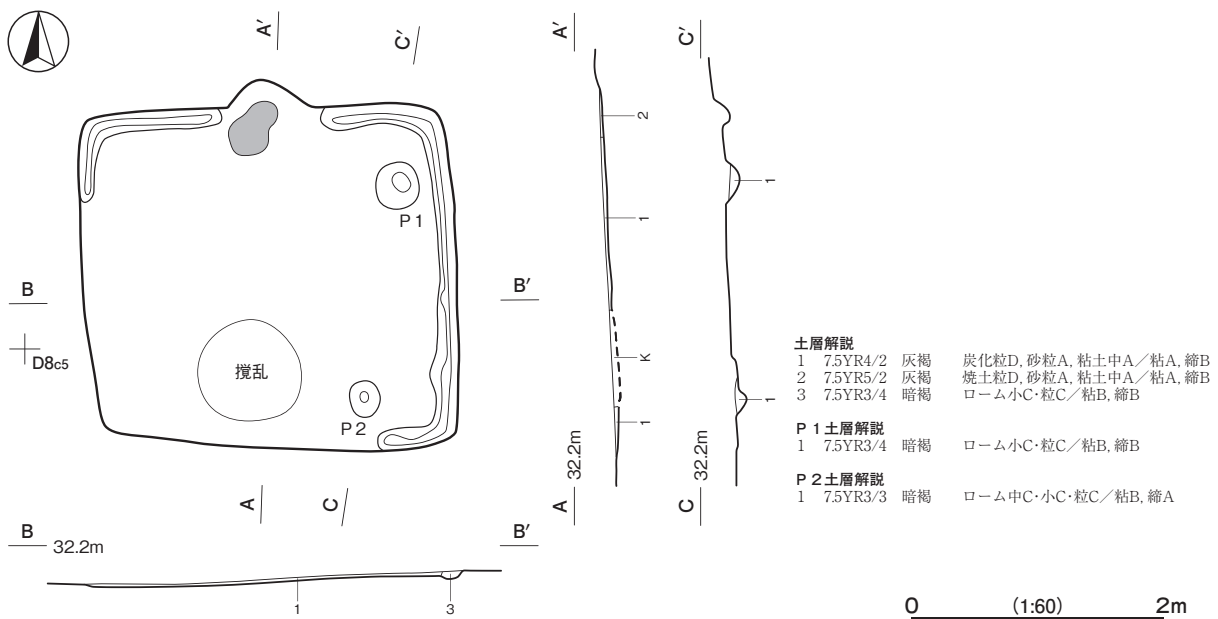 A′
C′
P 1
B
B′
D8c5
撹乱
P 2
A
C
B 32.2m
B′
1
3
A′
2
1
K
1
A 32.2m
C′
1
1
C 32.2m
土層解説
1 7.5YR4/2 灰褐 炭化粒D, 砂粒A, 粘土中A/粘A, 締B
2 7.5YR5/2 灰褐 焼土粒D, 砂粒A, 粘土中A/粘A, 締B
3 7.5YR3/4 暗褐 ローム小C・粒C/粘B, 締B
P 1土層解説
1 7.5YR3/4 暗褐 ローム小C・粒C/粘B, 締B
P 2土層解説
1 7.5YR3/3 暗褐 ローム中C・小C・粒C/粘B, 締A
0 (1:60) 2m